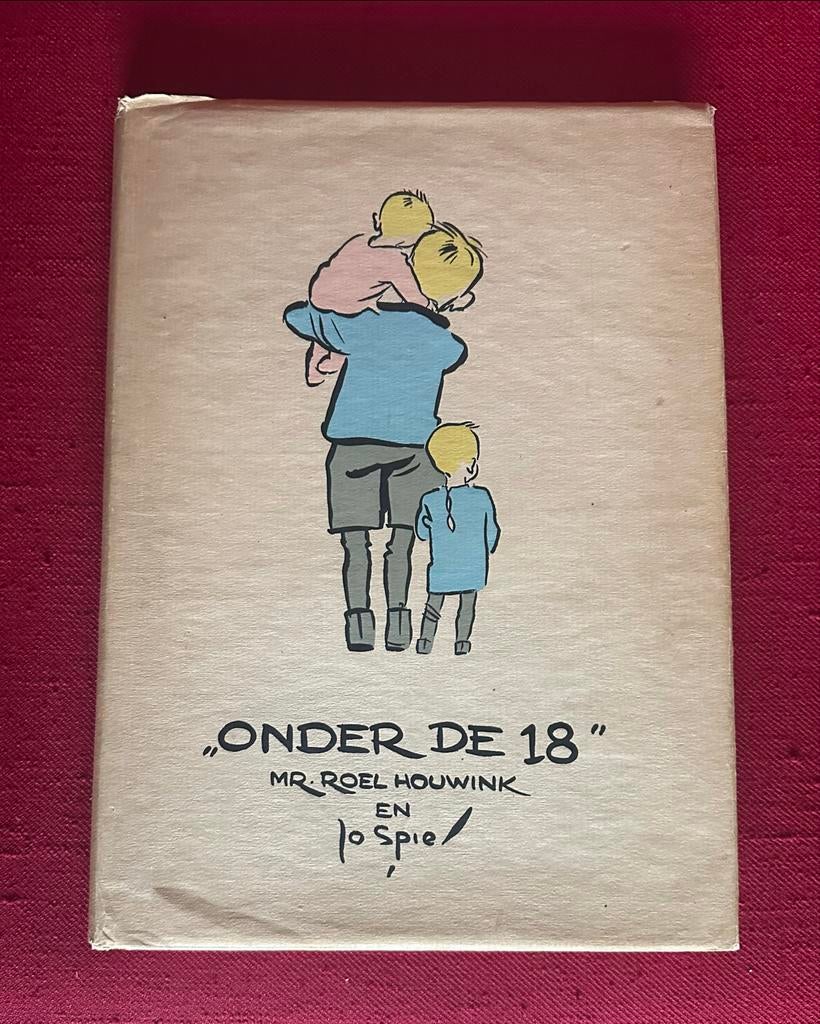 „ONDER DE 18”
MR. ROEL HOUWINK
EN
Jo Spier